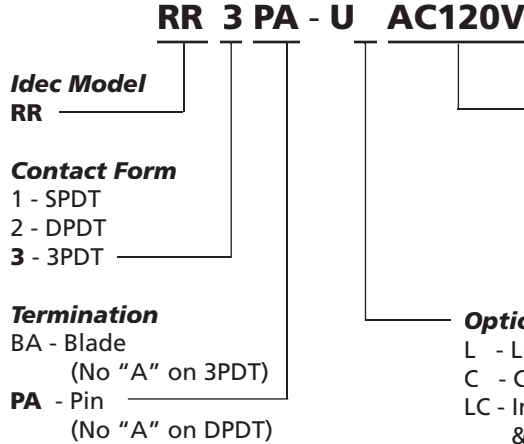 RR 3 PA - U AC120V
Idec Model
RR
Contact Form
1 - SPDT
2 - DPDT
3 - 3PDT
Termination
BA - Blade
(No “A” on 3PDT)
PA - Pin
(No “A” on DPDT)
L - L
C - C
LC - 
&